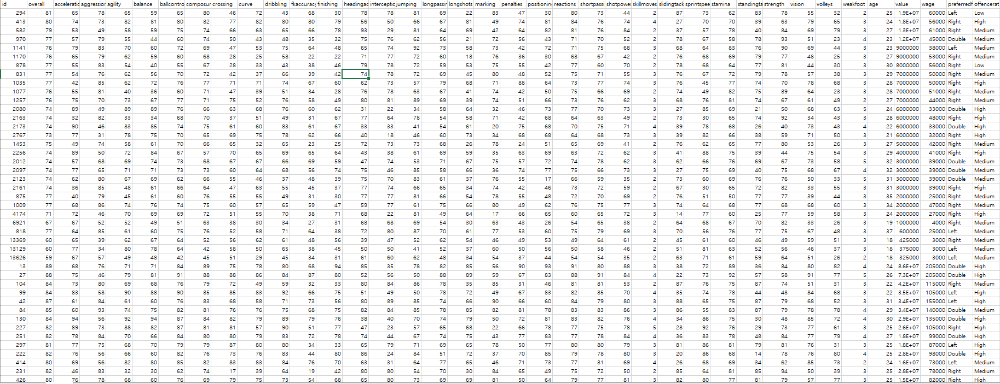 id overall acceleratic aggression agility balance ballcontro composur crossing curve dribbling fkaccuracy finishing headingac interceptic jumping longpassin longshots marking penalties positioning reactions shortpassi shotpower skillmoves slidingtack sprintspee stamina standingta strength vision volleys weakfoot age value wage preferredf offencerat
294 81 65 78 65 59 65 80 46 72 43 68 30 78 78 81 69 22 83 47 30 80 73 44 2 87 73 62 83 78 55 32 2 25 1.9E+07 60000 Left Low
413 80 74 73 82 81 80 82 77 82 80 80 79 56 50 66 67 81 49 74 81 84 76 74 4 27 70 70 39 63 79 65 3 24 1.8E+07 56000 Right High
582 79 53 49 58 59 75 74 66 63 65 66 78 93 29 81 64 69 42 64 82 81 76 84 2 37 57 78 40 84 69 79 3 27 1.3E+07 61000 Right Medium
970 77 57 79 55 44 60 74 50 43 48 35 32 75 76 62 56 21 72 56 43 71 70 52 2 78 67 58 78 93 51 23 4 23 1.2E+07 45000 Double Medium
1141 76 79 83 70 60 72 69 47 53 75 64 48 65 74 92 73 58 73 42 72 71 75 68 3 68 64 83 76 90 69 44 3 23 9000000 38000 Left Medium
1170 76 65 79 62 59 60 68 28 25 58 22 22 71 77 72 60 18 76 36 30 68 67 42 2 76 68 69 79 77 48 25 3 27 9000000 53000 Right Medium
878 77 55 83 54 40 55 67 28 33 43 38 46 79 78 72 59 53 75 55 42 77 60 70 2 78 68 64 77 81 44 30 3 30 8000000 56000 Right Low
831 77 54 76 62 56 70 72 42 37 66 39 42 74 78 72 69 45 80 48 52 75 71 55 3 76 67 72 79 78 57 38 3 29 7000000 50000 Right Medium
1035 77 42 85 62 72 76 77 71 71 74 67 60 62 73 57 79 68 71 88 64 73 77 74 3 76 45 77 74 70 78 68 3 28 7000000 50000 Right High
1077 76 55 81 40 36 60 71 47 39 51 34 28 76 78 63 67 41 74 42 50 75 66 69 2 74 49 82 75 89 64 23 3 28 7000000 51000 Right Medium
1257 76 75 70 73 67 77 71 75 52 76 58 49 80 81 89 69 39 74 51 66 73 76 62 3 68 76 81 74 67 61 49 2 27 7000000 44000 Right Medium
2080 74 89 49 89 89 76 66 63 68 76 60 62 31 22 34 58 64 32 46 73 77 70 73 3 27 85 69 21 50 68 63 5 24 6000000 33000 Double High
2163 74 32 82 33 34 68 70 37 51 49 31 67 77 64 78 54 58 71 42 68 64 63 49 2 73 30 65 74 92 34 43 3 28 6000000 48000 Right High
2173 74 90 46 83 85 74 75 61 60 83 61 67 33 33 41 54 61 20 75 68 70 75 71 4 39 78 68 26 40 73 43 4 22 6000000 33000 Double High
2767 73 77 31 78 75 70 65 69 75 78 62 66 40 18 46 60 73 34 68 68 64 68 73 3 39 82 66 38 59 71 50 3 21 6000000 32000 Right High
1453 75 49 74 58 61 70 66 65 32 65 23 25 72 73 73 68 26 78 24 51 65 69 41 2 76 62 65 77 80 53 26 3 27 5000000 42000 Right Medium
2256 74 89 50 72 84 67 57 70 65 69 65 64 43 38 61 69 59 35 63 69 63 72 62 3 41 88 75 39 44 75 54 3 29 4000000 41000 Right High
2012 74 57 68 69 74 73 68 67 67 66 69 59 47 74 53 71 67 75 57 72 74 78 62 3 62 66 76 69 67 73 58 5 32 3000000 39000 Double Medium
2097 74 77 65 71 71 73 73 60 64 68 56 74 75 46 85 58 66 36 74 77 75 66 73 3 27 75 69 40 75 68 67 4 32 3000000 39000 Double Medium
2123 74 62 80 67 69 62 66 55 46 37 48 39 75 70 83 61 37 76 55 17 66 59 35 2 73 60 69 76 76 50 33 5 31 3000000 39000 Double Medium
2161 74 36 85 48 61 66 64 47 63 55 45 37 77 74 66 65 34 74 42 46 73 72 59 2 67 30 65 72 82 33 55 3 31 3000000 39000 Right High
875 77 40 79 45 61 60 76 55 55 49 31 30 77 77 81 66 54 78 55 48 72 70 69 2 76 51 50 77 77 39 44 3 35 2000000 25000 Right Medium
1009 77 68 86 74 76 74 75 60 57 65 59 47 59 77 61 75 66 80 49 62 76 75 77 3 74 64 68 77 68 68 60 3 34 2000000 47000 Right Medium
4174 71 72 46 70 69 69 72 51 55 70 38 71 68 22 81 49 64 17 66 65 60 65 72 3 14 77 60 25 77 59 58 3 24 2000000 27000 Right High
6921 67 67 52 52 49 51 63 38 30 34 27 31 68 68 69 54 30 63 43 26 54 65 38 2 64 68 67 70 82 33 26 3 19 1000000 4000 Right Medium
818 77 64 85 61 60 75 76 52 58 71 64 38 72 80 87 70 61 77 53 60 75 79 69 3 70 56 76 77 75 67 48 3 37 600000 25000 Left Medium
13369 60 65 39 62 67 64 52 56 62 61 48 56 39 47 52 62 54 46 49 53 49 64 61 2 45 61 60 46 49 59 51 3 18 425000 3000 Right Medium
13129 60 77 34 80 78 64 42 58 50 65 38 45 50 50 41 52 37 60 50 56 50 58 46 2 51 81 63 52 56 46 37 3 18 375000 3000 Left Medium
13626 59 65 57 49 48 42 45 51 29 45 34 31 61 60 62 48 34 54 37 44 54 54 35 2 63 71 61 59 64 51 26 2 18 325000 3000 Left Medium
13 89 68 76 71 71 84 89 75 78 80 68 94 85 35 78 82 85 56 90 93 91 80 88 3 38 72 89 36 84 80 82 4 24 8.6E+07 205000 Double High
27 88 75 46 79 81 91 88 88 86 84 87 80 52 56 50 88 89 59 67 83 88 91 84 4 22 73 92 57 58 91 77 5 26 7.3E+07 205000 Double High
104 84 73 80 69 68 76 79 72 49 59 32 33 80 84 86 78 35 85 31 46 81 81 53 2 87 76 75 87 74 51 31 3 22 4.2E+07 115000 Right Medium
99 84 83 58 90 88 90 85 85 83 92 66 75 51 49 50 78 72 49 67 83 82 85 70 4 35 74 78 44 48 84 68 3 22 3.5E+07 105000 Left High
42 87 61 84 61 60 76 83 68 58 71 73 56 80 89 85 74 66 90 66 60 84 79 80 3 88 65 75 87 79 68 52 3 31 3.4E+07 155000 Left High
84 85 60 93 74 75 82 81 76 76 75 68 75 82 84 85 78 85 82 81 78 83 83 86 3 86 55 83 87 79 78 78 4 29 3.4E+07 140000 Double Medium
130 84 94 56 92 94 87 84 82 79 89 79 76 38 40 70 74 79 50 72 81 83 82 76 4 34 86 75 30 48 85 72 4 30 2.9E+07 135000 Double High
227 82 89 73 88 82 87 81 81 57 90 51 77 47 23 57 65 68 22 66 78 77 75 78 5 28 92 76 29 73 77 61 3 25 2.6E+07 105000 Right High
251 82 78 84 70 66 84 80 80 79 83 72 78 74 44 67 74 75 43 77 83 77 78 84 4 36 83 78 48 84 77 79 4 27 1.8E+07 99000 Double High
297 81 77 75 68 70 79 79 87 80 80 34 33 65 79 71 69 65 78 50 77 80 80 79 3 81 86 81 79 81 76 31 3 25 1.8E+07 87000 Left High
222 82 76 56 66 60 82 76 73 76 83 44 80 86 24 84 51 72 37 70 85 79 78 80 3 20 86 68 14 78 76 80 4 25 2.8E+07 98000 Double High
414 80 69 56 82 80 85 82 83 83 84 76 70 63 31 64 77 65 46 71 73 77 81 69 4 26 68 69 34 62 85 73 2 24 1.6E+07 73000 Left Medium
231 82 46 83 32 30 62 74 17 39 64 19 42 80 80 54 70 30 84 65 49 75 72 50 2 85 64 81 85 94 50 39 3 25 2.8E+07 78000 Right Medium
426 80 76 78 68 60 76 69 79 75 73 54 68 65 80 73 69 69 81 50 64 79 77 81 3 82 80 77 81 79 57 77 3 25 1.5E+07 82000 Right High